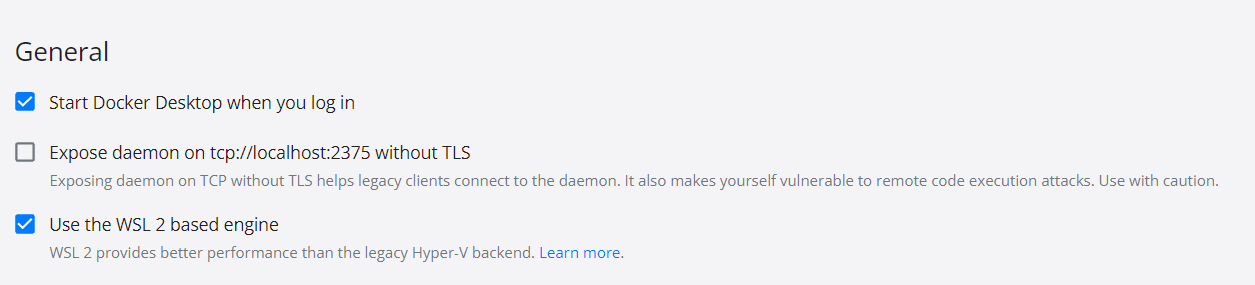 General
Start Docker Desktop when you log in
Expose daemon on tcp://localhost:2375 without TLS
Exposing daemon on TCP without TLS helps legacy clients connect to the daemon. It also makes yourself vulnerable to remote code execution attacks. Use with caution.
Use the WSL 2 based engine
WSL 2 provides better performance than the legacy Hyper-V backend. Learn more.